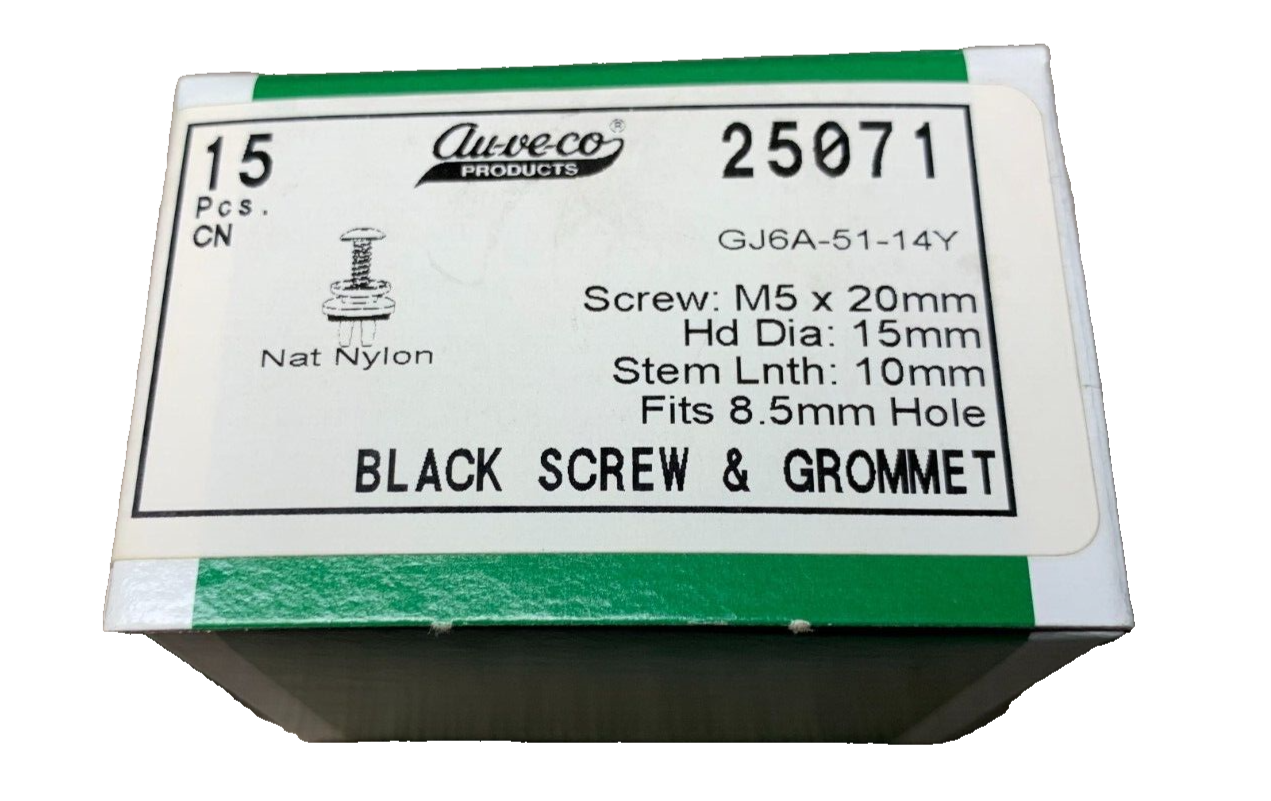 15
Pcs.
CN
au-ve-co®
PRODUCTS
25071
GJ6A-51-14Y
Nat Nylon
Screw: M5 x 20mm
Hd Dia: 15mm
Stem Lnth: 10mm
Fits 8.5mm Hole
BLACK SCREW & GROMMET